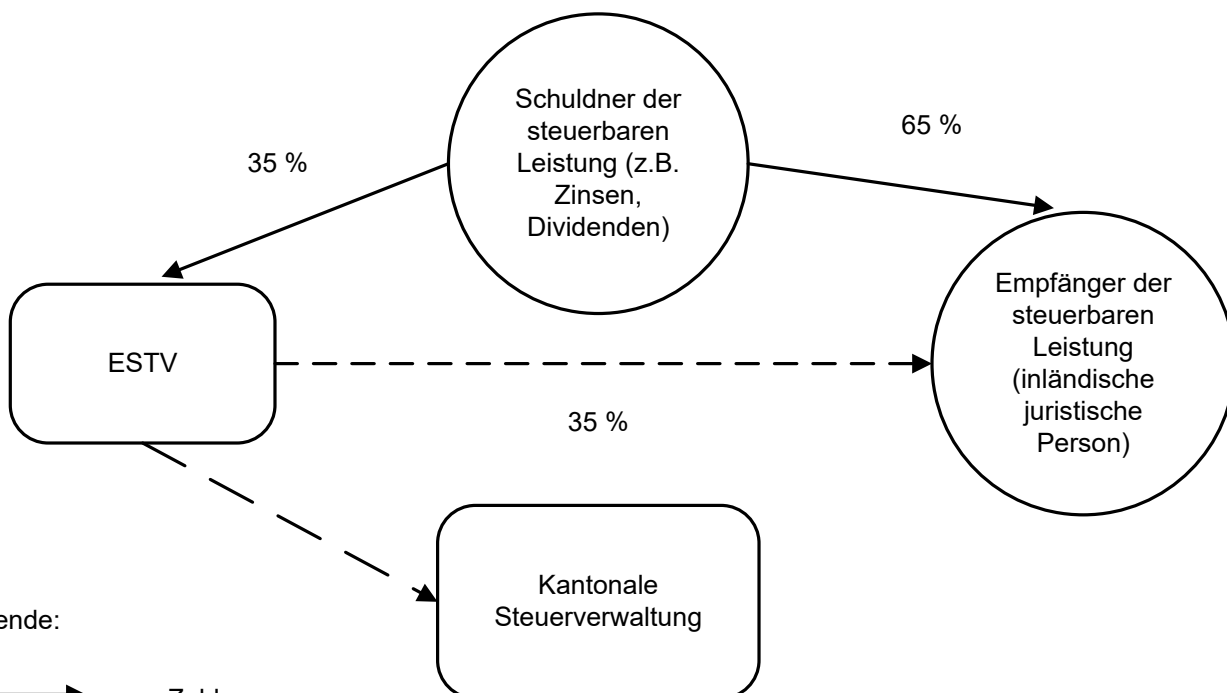 Schuldner der
steuerbaren
Leistung (z.B.
Zinsen,
Dividenden)
65 %
35 %
Empfänger der
steuerbaren
Leistung
(inländische
juristische
Person)
ESTV
35 %
Kantonale
Steuerverwaltung
ende: